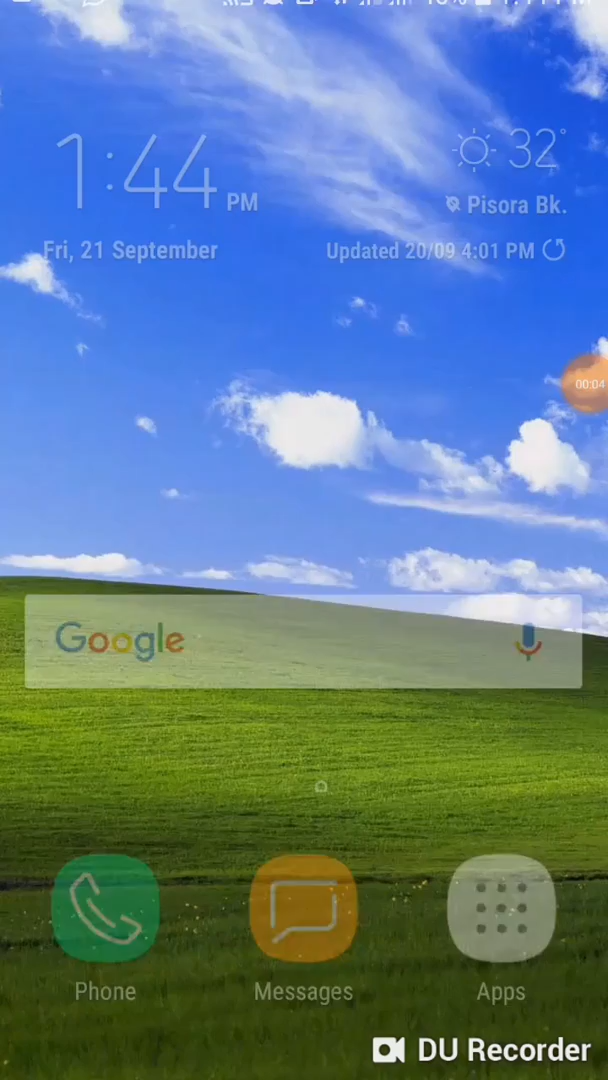 1:44 PM
32°
Pisora Bk.
Fri, 21 September
Updated 20/09 4:01 PM
00:04
Google
Phone
Messages
Apps
DU Recorder